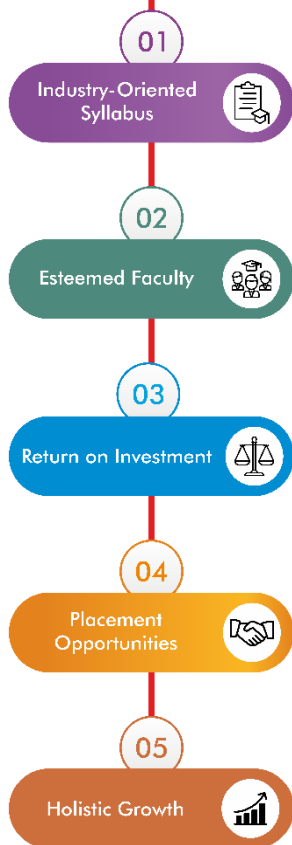 01
Industry-Oriented
Syllabus
02
Esteemed Faculty
03
Return on Investment
04
Placement
Opportunities
05
Holistic Growth